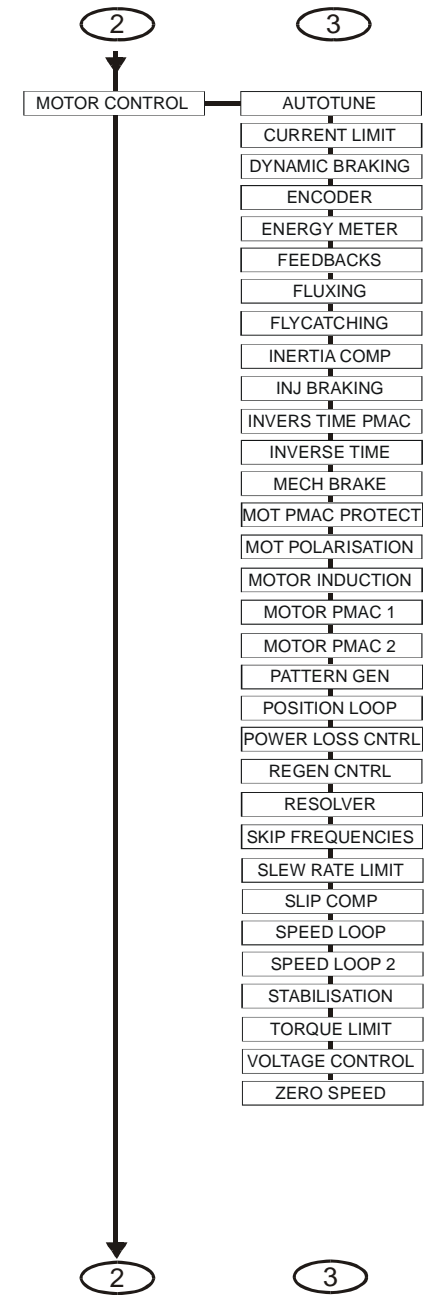 2 3
MOTOR CONTROL AUTOTUNE
CURRENT LIMIT
DYNAMIC BRAKING
ENCODER
ENERGY METER
FEEDBACKS
FLUXING
FLYCATCHING
INERTIA COMP
INJ BRAKING
INVERS TIME PMAC
INVERSE TIME
MECH BRAKE
MOT PMAC PROTECT
MOT POLARISATION
MOTOR INDUCTION
MOTOR PMAC 1
MOTOR PMAC 2
PATTERN GEN
POSITION LOOP
POWER LOSS CNTRL
REGEN CNTRL
RESOLVER
SKIP FREQUENCIES
SLEW RATE LIMIT
SLIP COMP
SPEED LOOP
SPEED LOOP 2
STABILISATION
TORQUE LIMIT
VOLTAGE CONTROL
ZERO SPEED
2 3